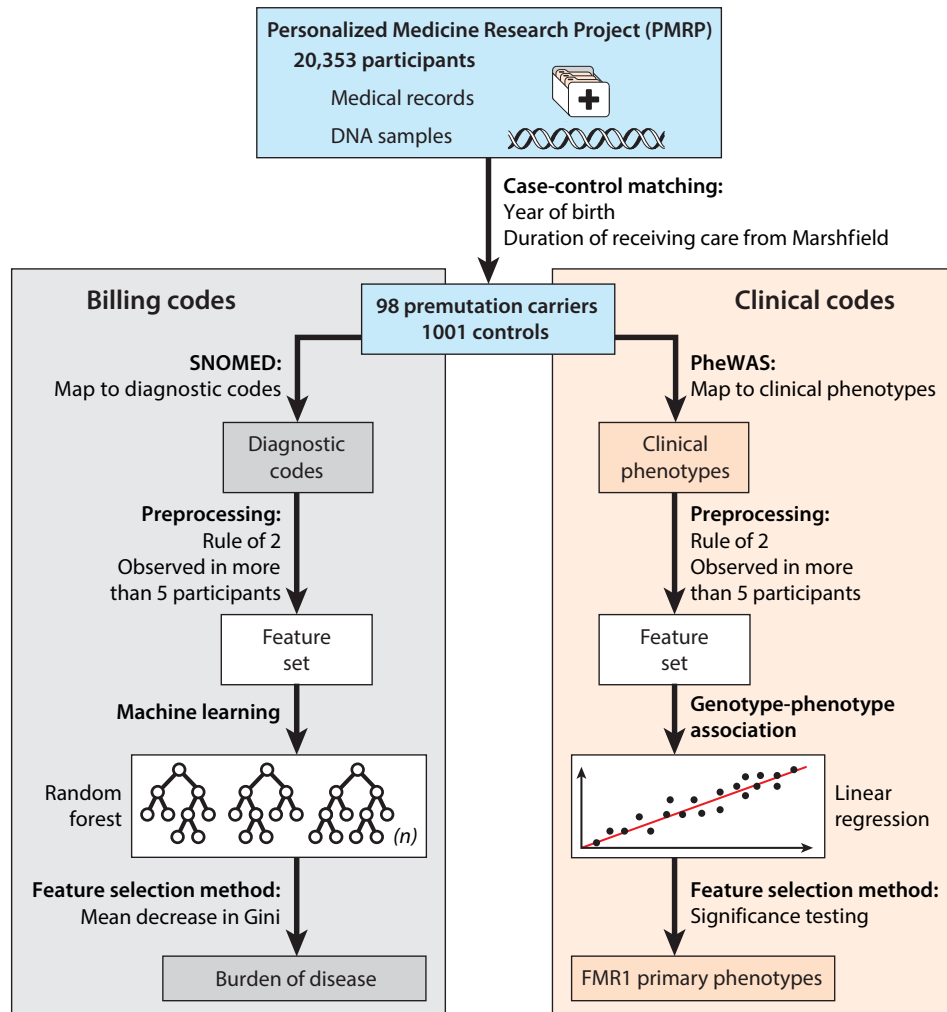 Personalized Medicine Research Project (PMRP)
20,353 participants
Medical records
DNA samples
Case-control matching:
Year of birth
Duration of receiving care from Marshfield
Billing codes
98 premutation carriers
1001 controls
Clinical codes
SNOMED:
Map to diagnostic codes
Diagnostic
codes
Preprocessing:
Rule of 2
Observed in more
than 5 participants
Feature
set
Machine learning
Random
forest
(n)
Feature selection method:
Mean decrease in Gini
Burden of disease
PheWAS:
Map to clinical phenotypes
Clinical
phenotypes
Preprocessing:
Rule of 2
Observed in more
than 5 participants
Feature
set
Genotype-phenotype
association
Linear
regression
Feature selection method:
Significance testing
FMR1 primary phenotypes